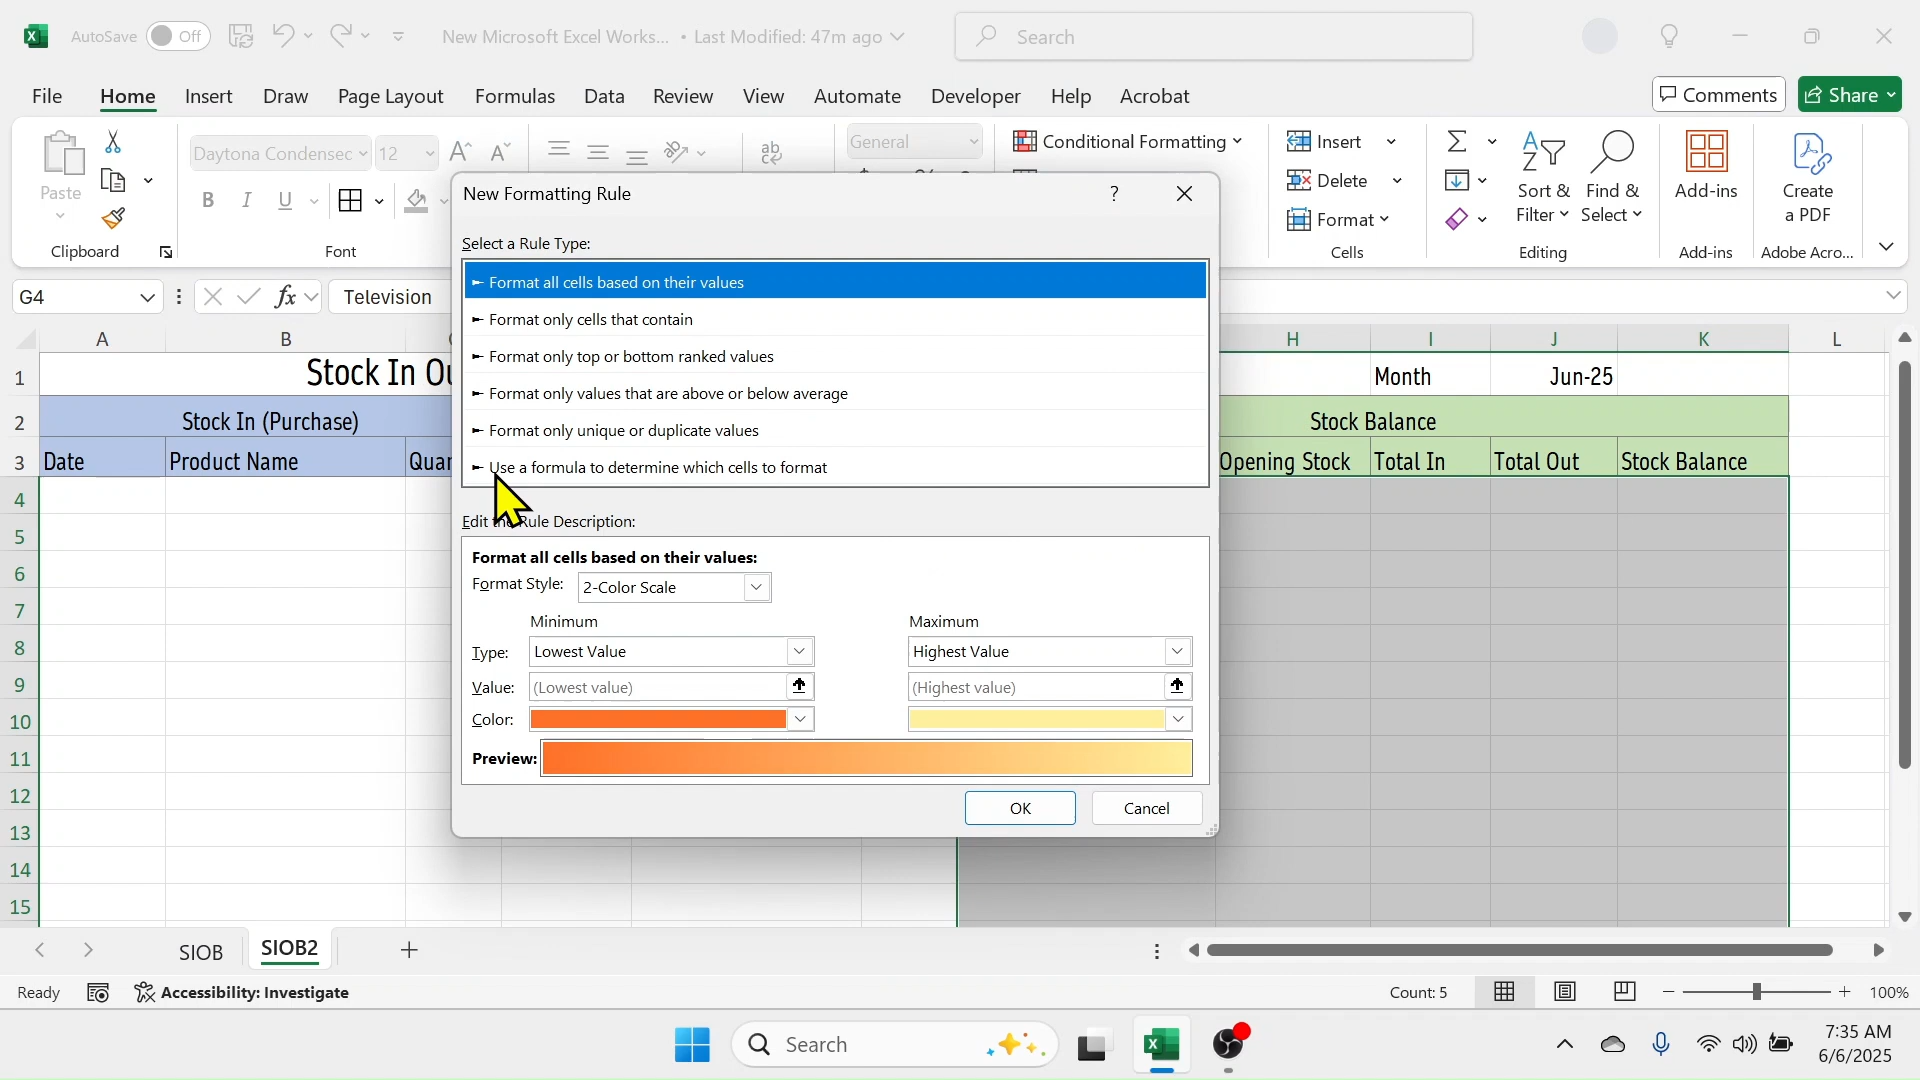 AutoSave Off New Microsoft Excel Works... • Last Modified: 47m ago Search
File Home Insert Draw Page Layout Formulas Data Review View Automate Developer Help Acrobat Comments Share
Paste
Clipboard
Daytona Condensec 12
B I U
Font
General
Conditional Formatting
Insert
Delete
Format
Cells
Sort &
Filter
Find &
Select
Editing
Add-ins
Add-ins
Create
a PDF
Adobe Acro...
G4 fx Television
New Formatting Rule ?
Select a Rule Type:
► Format all cells based on their values
► Format only cells that contain
► Format only top or bottom ranked values
► Format only values that are above or below average
► Format only unique or duplicate values
► Use a formula to determine which cells to format
Edit the Rule Description:
Format all cells based on their values:
Format Style: 2-Color Scale
Minimum Maximum
Type: Lowest Value Highest Value
Value: (Lowest value) (Highest value)
Color:
Preview:
OK Cancel
A B H I J K L
1 Month Jun-25
2 Stock In (Purchase) Stock Balance
3 Date Product Name Opening Stock Total In Total Out Stock Balance
4
5
6
7
8
9
10
11
12
13
14
15
SIOB SIOB2 +
Ready Accessibility: Investigate Count: 5 100%
Search
7:35 AM
6/6/2025